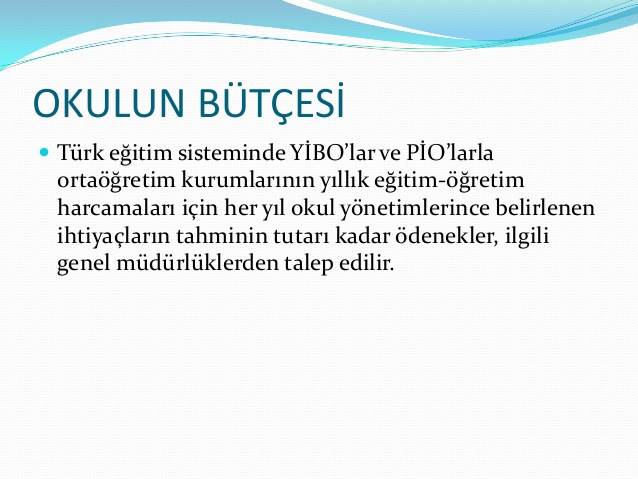 OKULUN BÜTÇESİ
Türk eğitim sisteminde YİBO’lar ve PİO’larla
ortaöğretim kurumlarının yıllık eğitim-öğretim
harcamaları için her yıl okul yönetimlerince belirlenen
ihtiyaçların tahminin tutarı kadar ödenekler, ilgili
genel müdürlüklerden talep edilir.